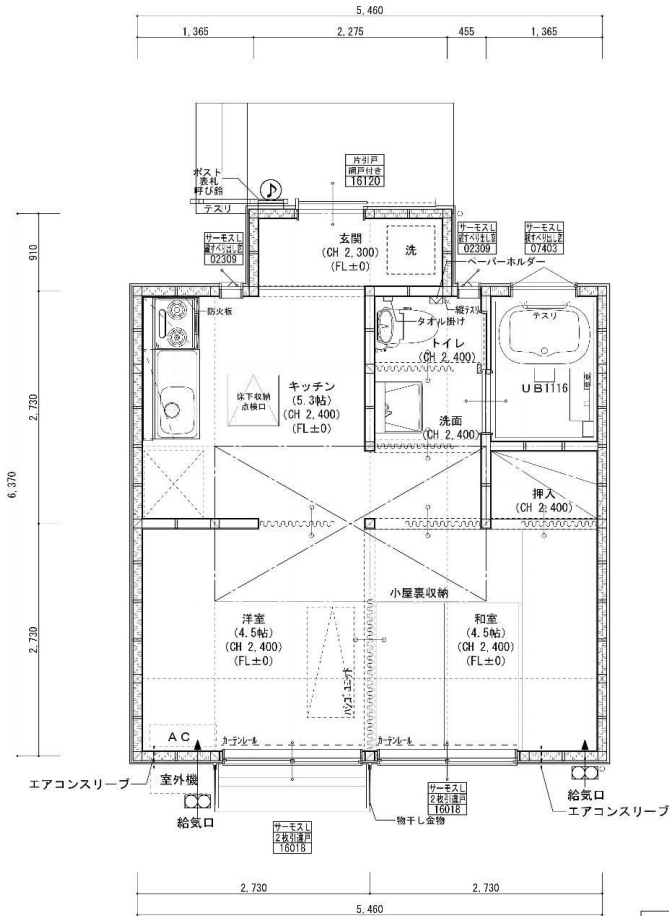 5,460
1,365
2,275
455
1,365
ポスト
表札
呼び鈴
テスリ
片引戸
網戸付き
16120
910
玄関
(CH 2,300)
(FL±0)
洗
サーモスL
縦すべり出し窓
02309
サーモスL
縦すべり出し窓
02309
サーモスL
縦すべり出し窓
07403
ペーパーホルダー
防火板
縦テスリ
タオル掛け
トイレ
(CH 2,400)
テスリ
6,370
2,730
床下収納
点検口
キッチン
(5.3帖)
(CH 2,400)
(FL±0)
洗面
(CH 2,400)
UB1116
押入
(CH 2,400)
2,730
小屋裏収納
洋室
(4.5帖)
(CH 2,400)
(FL±0)
和室
(4.5帖)
(CH 2,400)
(FL±0)
ハシゴユニット
AC
カーテンレール
カーテンレール
エアコンスリーブ
室外機
給気口
サーモスL
2枚引違戸
16018
物干し金物
サーモスL
2枚引違戸
16018
給気口
エアコンスリーブ
2,730
2,730
5,460